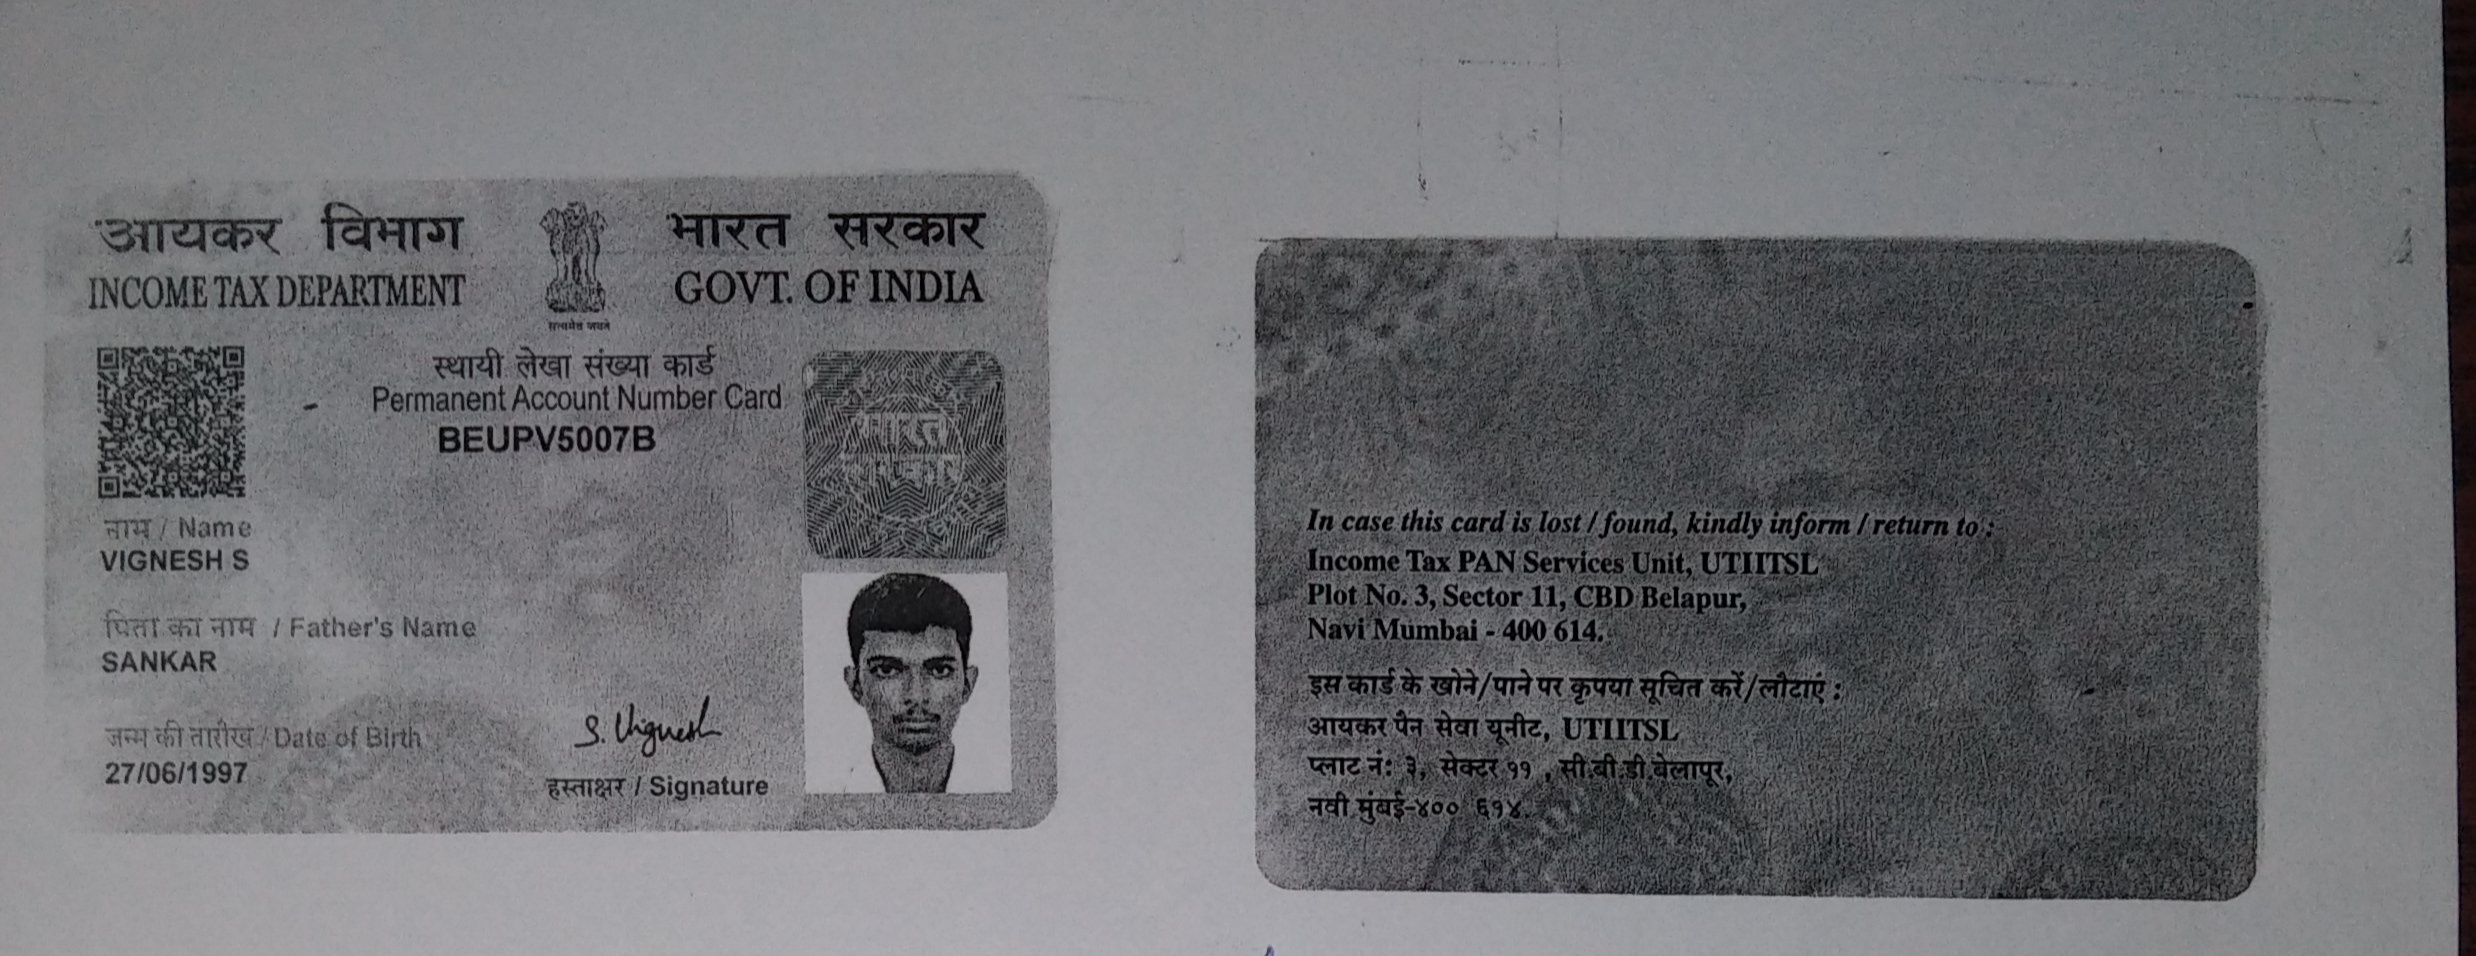 आयकर विभाग
INCOME TAX DEPARTMENT
सत्यमेव जयते
भारत सरकार
GOVT. OF INDIA
स्थायी लेखा संख्या कार्ड
Permanent Account Number Card
BEUPV5007B
भारत
नाम / Name
VIGNESH S
पिता का नाम / Father's Name
SANKAR
जन्म की तारीख / Date of Birth
27/06/1997
S. Vignesh
हस्ताक्षर / Signature
In case this card is lost / found, kindly inform / return to :
Income Tax PAN Services Unit, UTIITSL
Plot No. 3, Sector 11, CBD Belapur,
Navi Mumbai - 400 614.
इस कार्ड के खोने/पाने पर कृपया सूचित करें/लौटाएं :
आयकर पैन सेवा यूनीट, UTIITSL
प्लाट नं: ३, सेक्टर ११ , सी.बी.डी.बेलापूर,
नवी मुंबई-४०० ६१४.